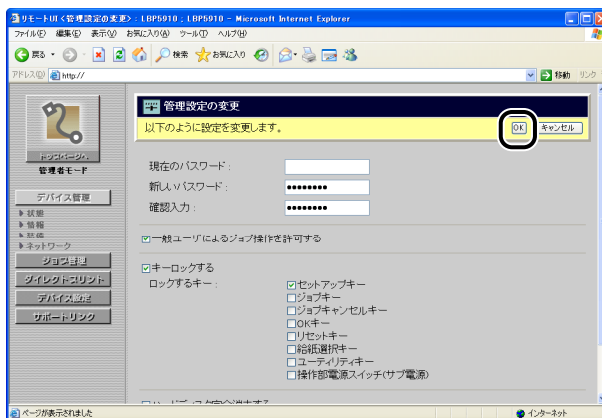 リモートUI <管理設定の変更> : LBP5910 ; LBP5910 - Microsoft Internet Explorer
ファイル(F) 編集(E) 表示(V) お気に入り(A) ツール(T) ヘルプ(H)
戻る 検索 お気に入り
アドレス(D) http:// 移動 リンク
管理設定の変更
以下のように設定を変更します。 OK キャンセル
トップページへ
管理者モード
デバイス管理
状態
情報
ネットワーク
ジョブ管理
ダイレクトプリント
デバイス設定
サポートリンク
現在のパスワード:
新しいパスワード: ●●●●●●●●
確認入力: ●●●●●●●●
一般ユーザによるジョブ操作を許可する
キーロックする
ロックするキー: セットアップキー
ジョブキー
ジョブキャンセルキー
OKキー
リセットキー
給紙選択キー
ユーティリティキー
操作部電源スイッチ(サブ電源)
ページが表示されました インターネット